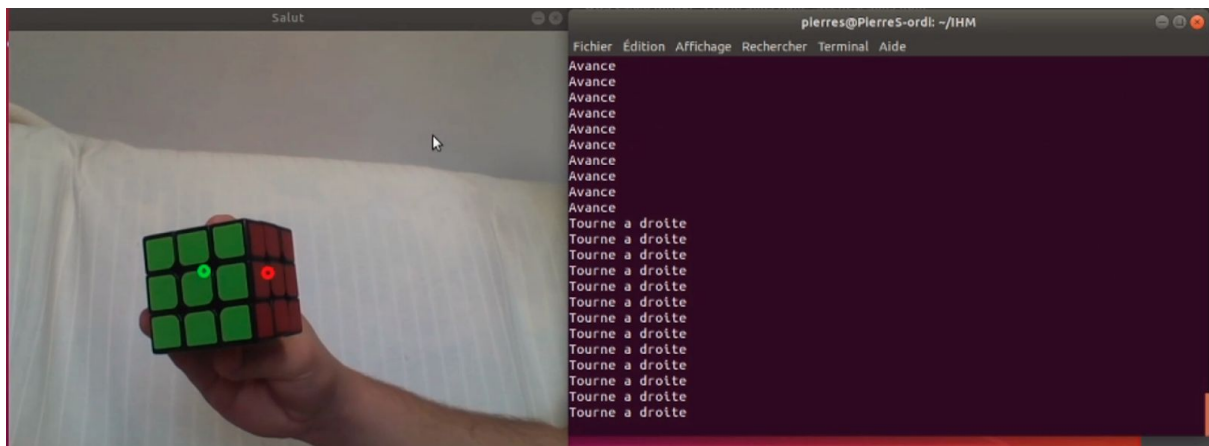 Salut
pierres@PierreS-ordi: ~/IHM
Fichier Édition Affichage Rechercher Terminal Aide
Avance
Avance
Avance
Avance
Avance
Avance
Avance
Avance
Avance
Avance
Tourne a droite
Tourne a droite
Tourne a droite
Tourne a droite
Tourne a droite
Tourne a droite
Tourne a droite
Tourne a droite
Tourne a droite
Tourne a droite
Tourne a droite
Tourne a droite
Tourne a droite